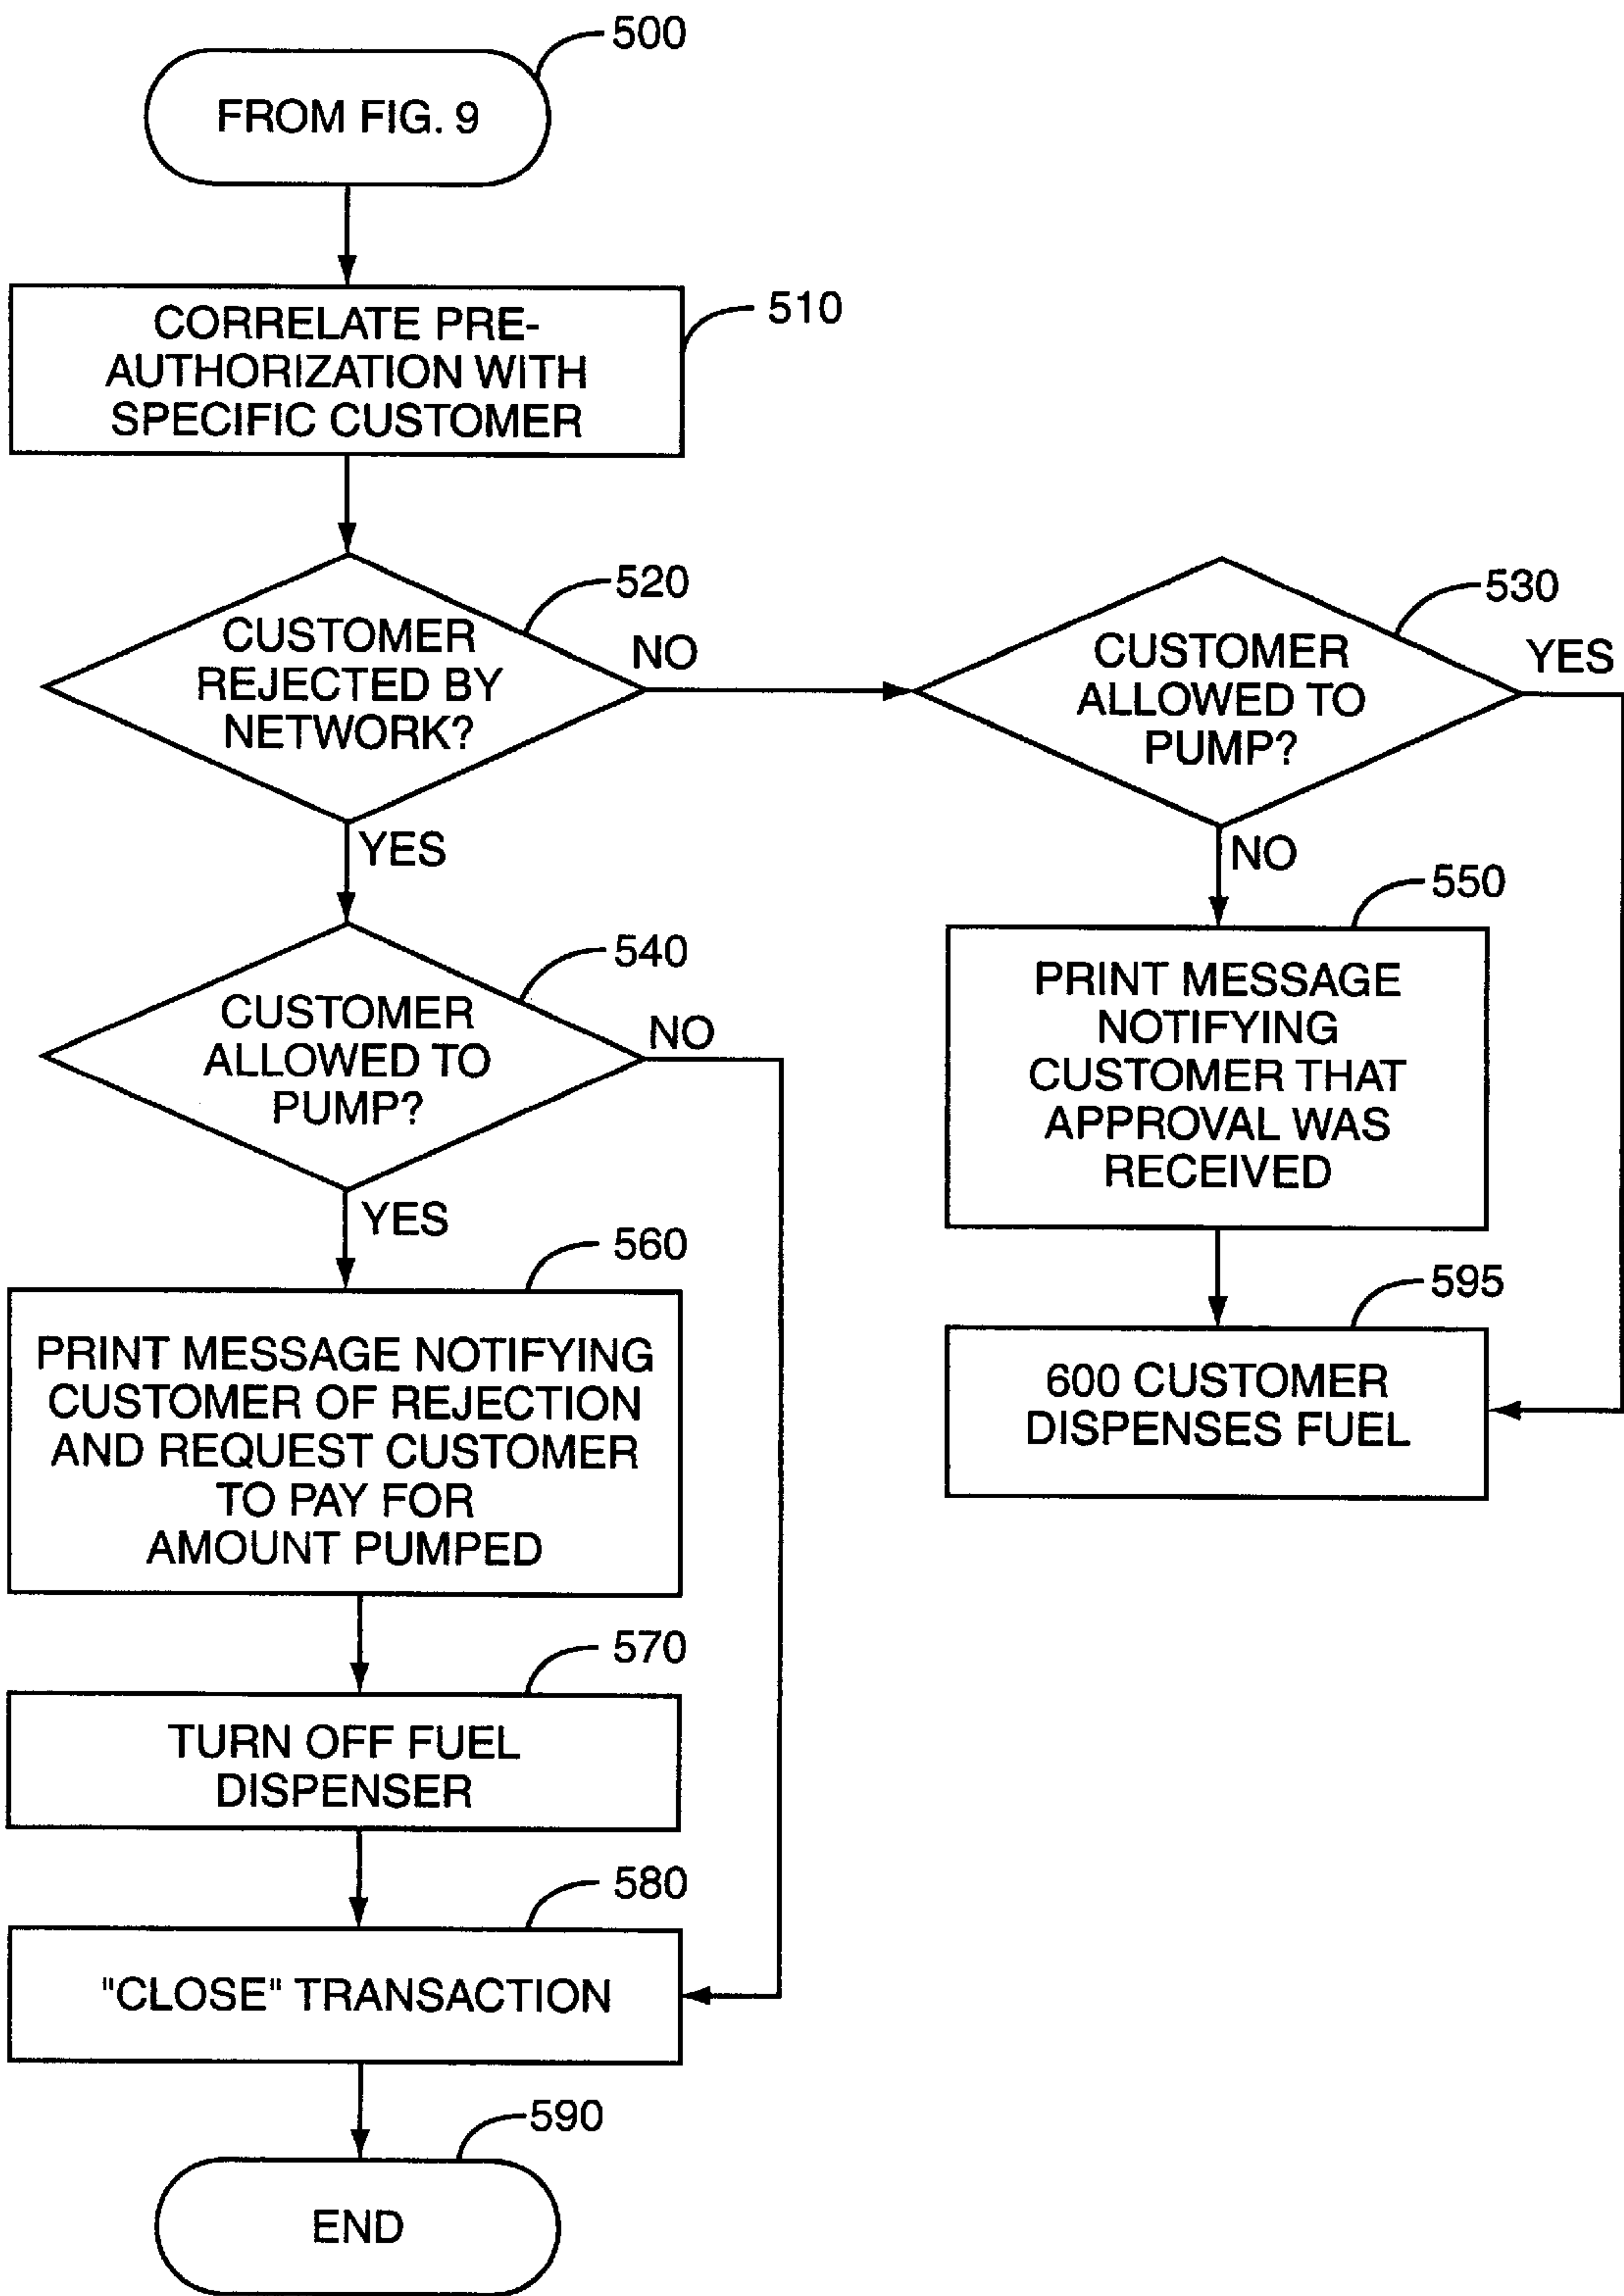 500
FROM FIG. 9
510
CORRELATE PRE-
AUTHORIZATION WITH
SPECIFIC CUSTOMER
520
CUSTOMER
REJECTED BY
NETWORK?
NO
530
CUSTOMER
ALLOWED TO
PUMP?
YES
YES
NO
540
CUSTOMER
ALLOWED TO
PUMP?
NO
YES
550
PRINT MESSAGE
NOTIFYING
CUSTOMER THAT
APPROVAL WAS
RECEIVED
595
600 CUSTOMER
DISPENSES FUEL
560
PRINT MESSAGE NOTIFYING
CUSTOMER OF REJECTION
AND REQUEST CUSTOMER
TO PAY FOR
AMOUNT PUMPED
570
TURN OFF FUEL
DISPENSER
580
"CLOSE" TRANSACTION
590
END